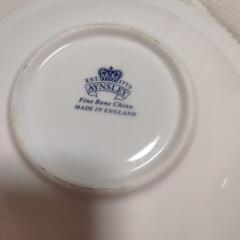 EST. 1775
AYNSLEY
Fine Bone China
MADE IN ENGLAND